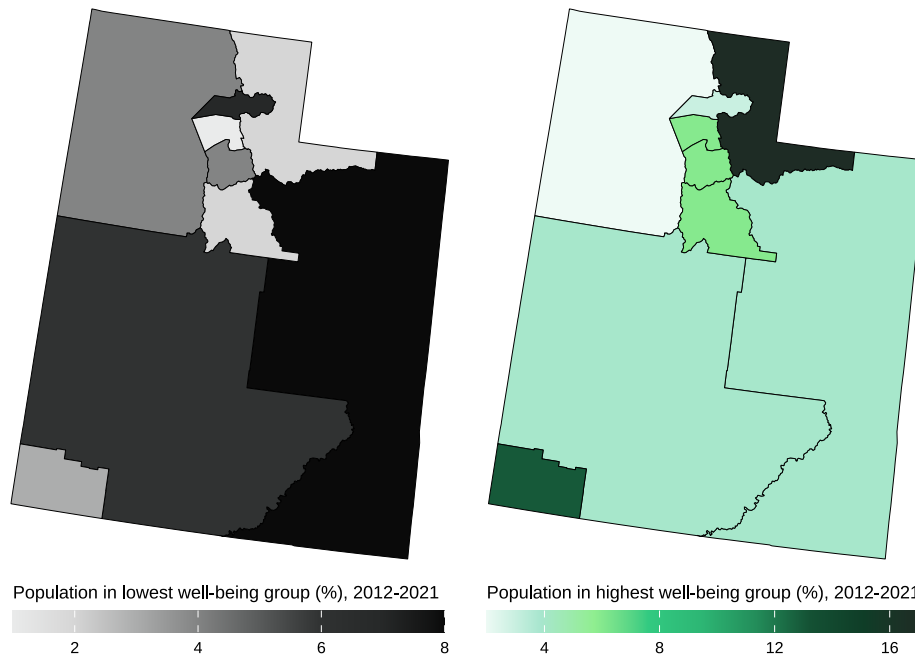 Population in lowest well-being group (%), 2012-2021
2 4 6 8
Population in highest well-being group (%), 2012-2021
4 8 12 16